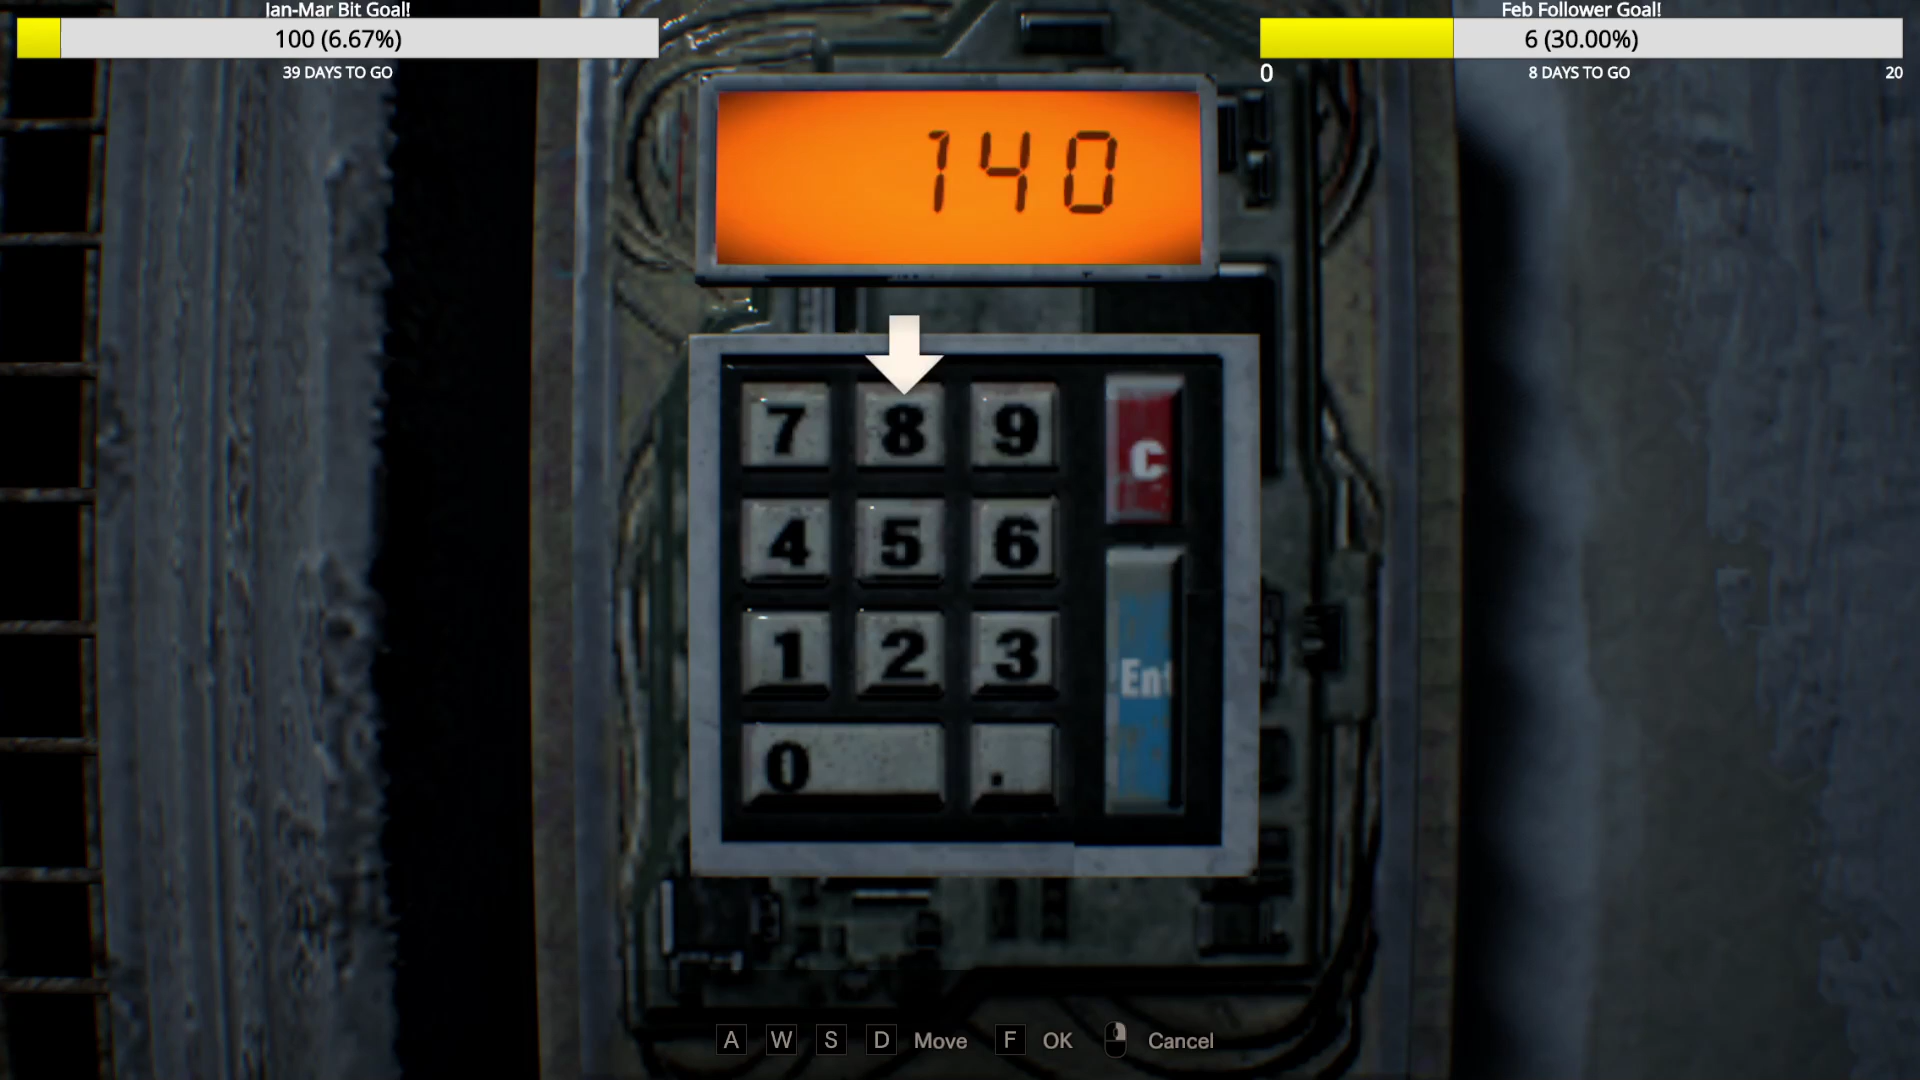 Jan-Mar Bit Goal!
100 (6.67%)
39 DAYS TO GO
Feb Follower Goal!
6 (30.00%)
0 8 DAYS TO GO 20
140
7 8 9 C
4 5 6
1 2 3 Ent
0 .
A W S D Move F OK Cancel